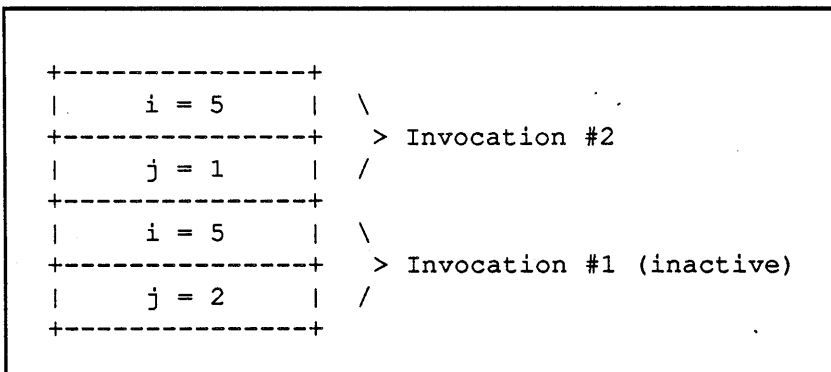 +---------------+
|      i = 5      |  \
+---------------+   > Invocation #2
|      j = 1      |  /
+---------------+
|      i = 5      |  \
+---------------+   > Invocation #1 (inactive)
|      j = 2      |  /
+---------------+